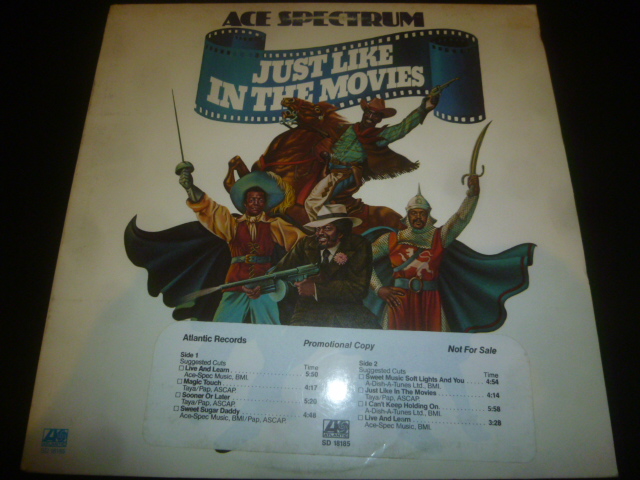 ACE SPECTRUM
JUST LIKE
IN THE MOVIES
Atlantic Records Promotional Copy Not For Sale
Side 1
Suggested Cuts Time
Live And Learn 5:50
Ace-Spec Music, BMI.
Magic Touch 4:17
Taya/Pap, ASCAP.
Sooner Or Later
Taya/Pap, ASCAP.
Sweet Sugar Daddy 4:48
Ace-Spec Music, BMI/Pap, ASCAP.
Side 2
Suggested Cuts Time
Sweet Music Soft Lights And You 4:54
A-Dish-A-Tunes Ltd., BMI.
Just Like In The Movies 4:14
Taya/Pap, ASCAP.
I Can't Keep Holding On. 5:58
A-Dish-A-Tunes Ltd., BMI.
Live And Learn 3:28
Ace-Spec Music, BMI.
ATLANTIC
SD 18185
SD 18185